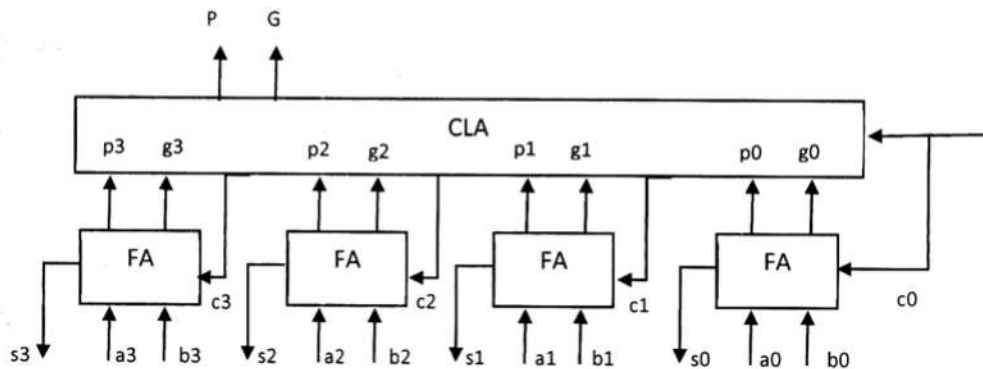 P G
CLA
p3 g3 p2 g2 p1 g1 p0 g0
FA FA FA FA
c3 c2 c1 c0
s3 a3 b3 s2 a2 b2 s1 a1 b1 s0 a0 b0